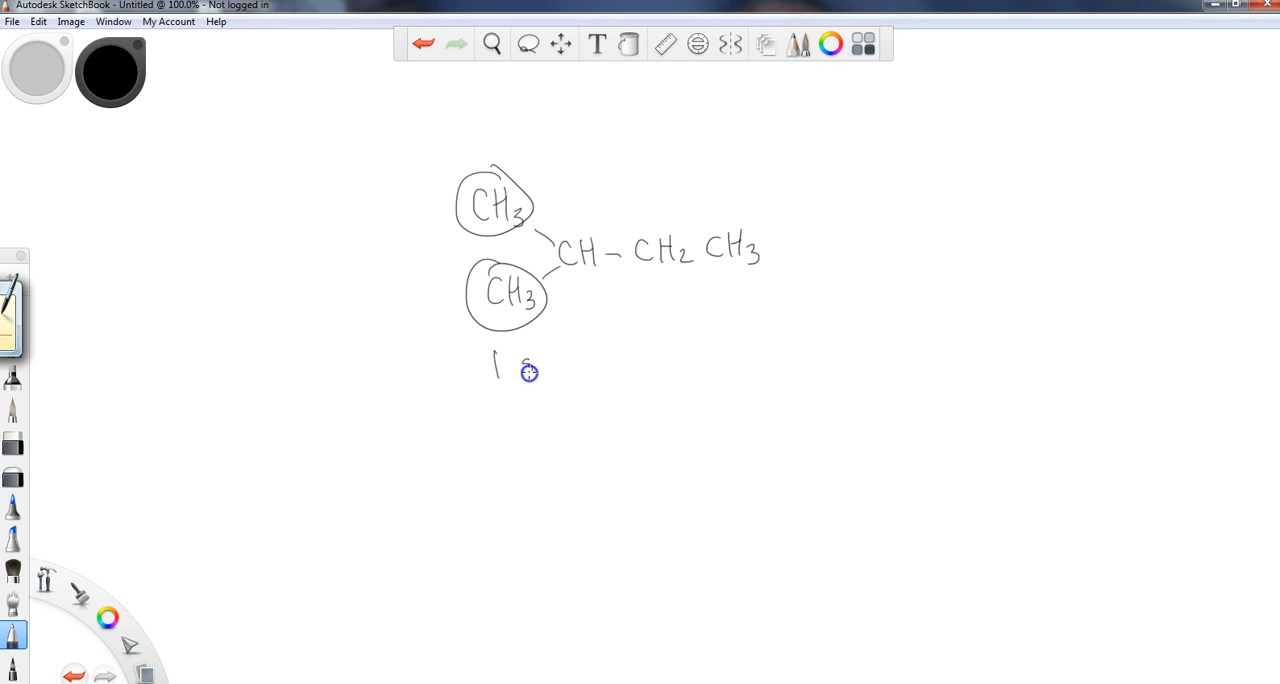 Autodesk SketchBook - Untitled @ 100.0% - Not logged in
File Edit Image Window My Account Help
T
CH3
CH - CH2 CH3
CH3
I s